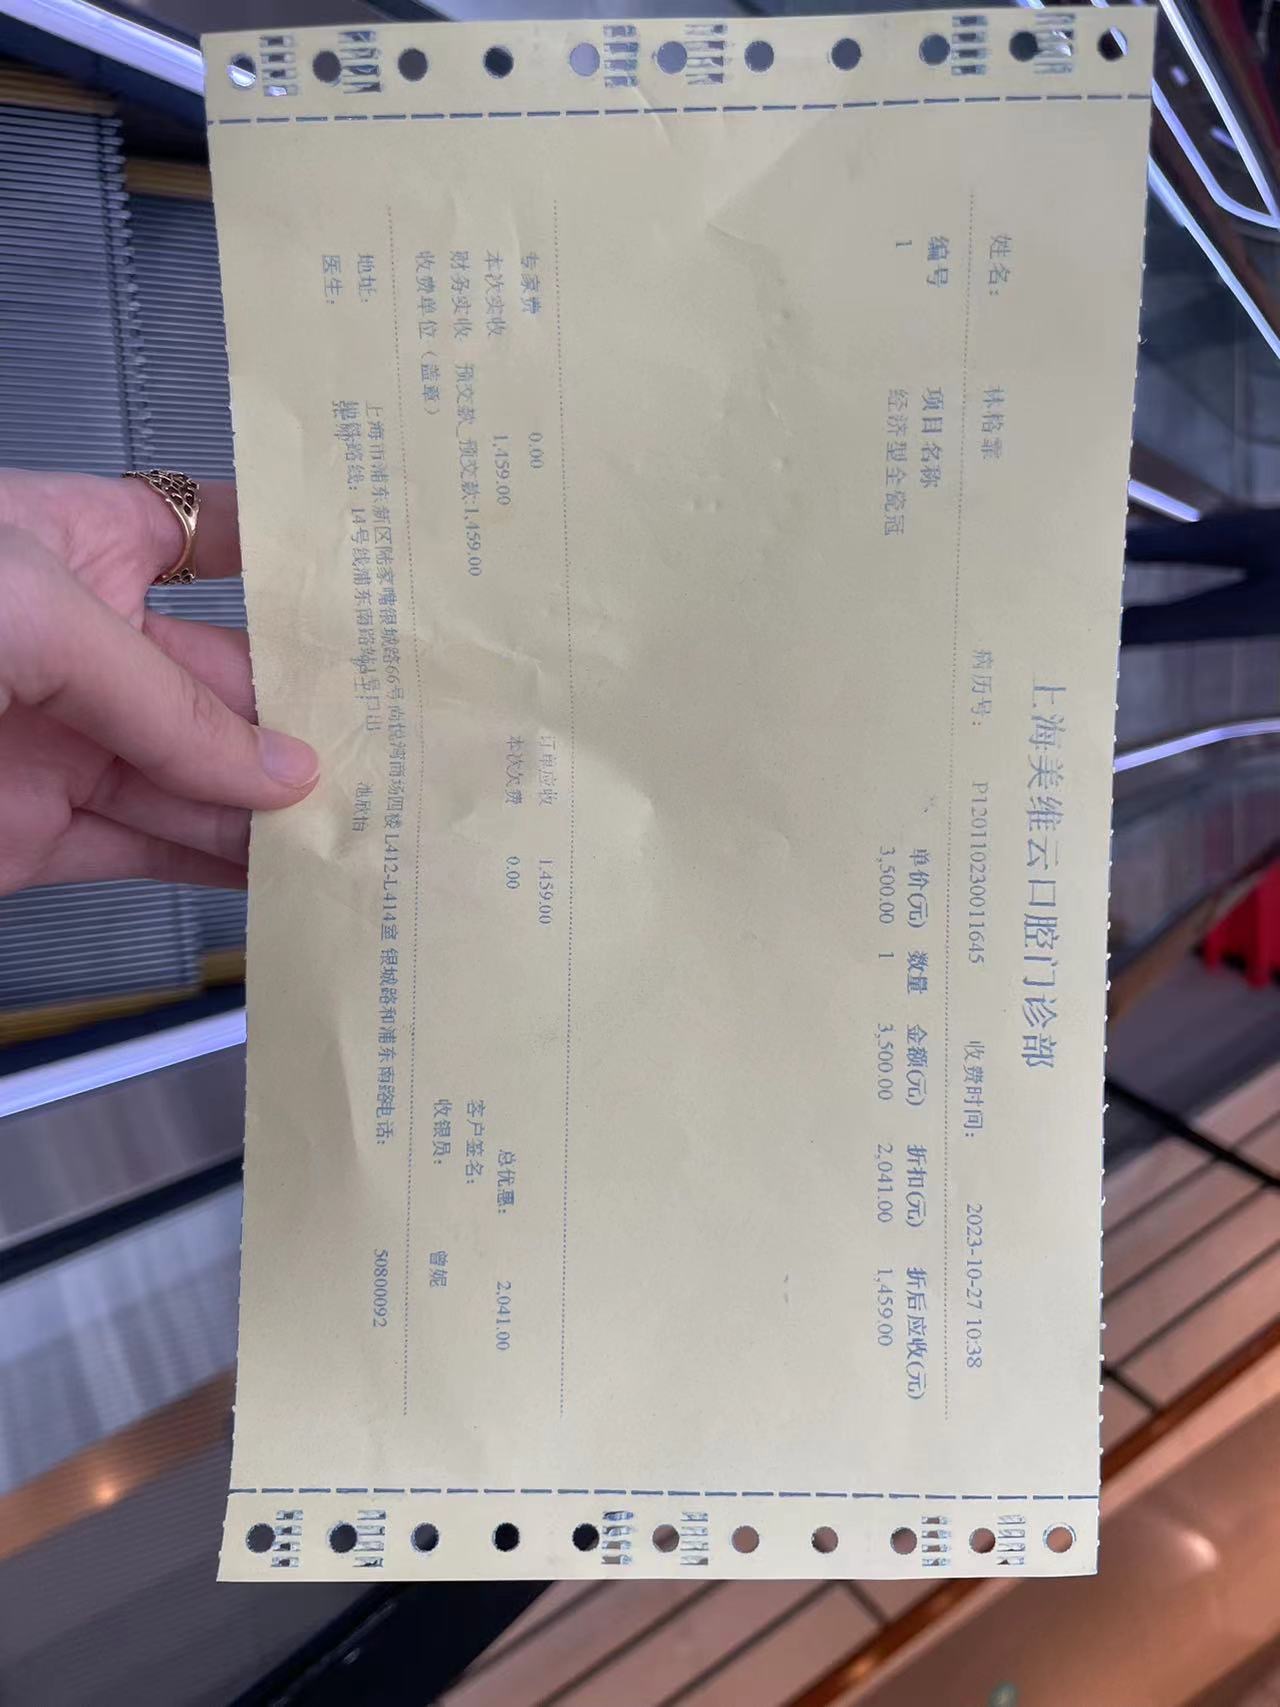 上海美维云口腔门诊部
姓名： 林格霏 病历号： P120110230011645 收费时间： 2023-10-27 10:38
编号 项目名称 单价(元) 数量 金额(元) 折扣(元) 折后应收(元)
1 经济型全瓷冠 3,500.00 1 3,500.00 2,041.00 1,459.00
专家费 0.00 订单应收 1,459.00
本次实收 1,459.00 本次欠费 0.00 总优惠： 2,041.00
财务实收 预交款_预交款:1,459.00 客户签名：
收费单位（盖章） 收银员： 曾妮
地址： 上海市浦东新区陆家嘴银城路66号尚悦湾商场四楼L412-L414室 银城路和浦东南路 电话： 50800092
地铁路线： 14号线浦东南路站1号口出
医生： 护士： 池欣怡